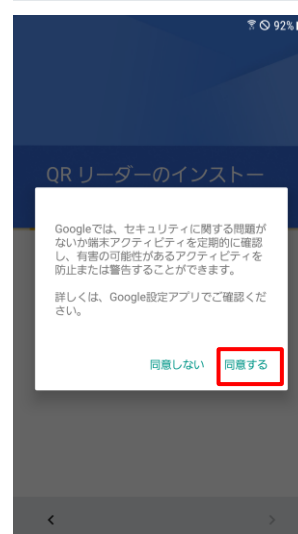 92%
QR リーダーのインストー
Googleでは、セキュリティに関する問題が
ないか端末アクティビティを定期的に確認
し、有害の可能性があるアクティビティを
防止または警告することができます。
詳しくは、Google設定アプリでご確認くだ
さい。
同意しない 同意する